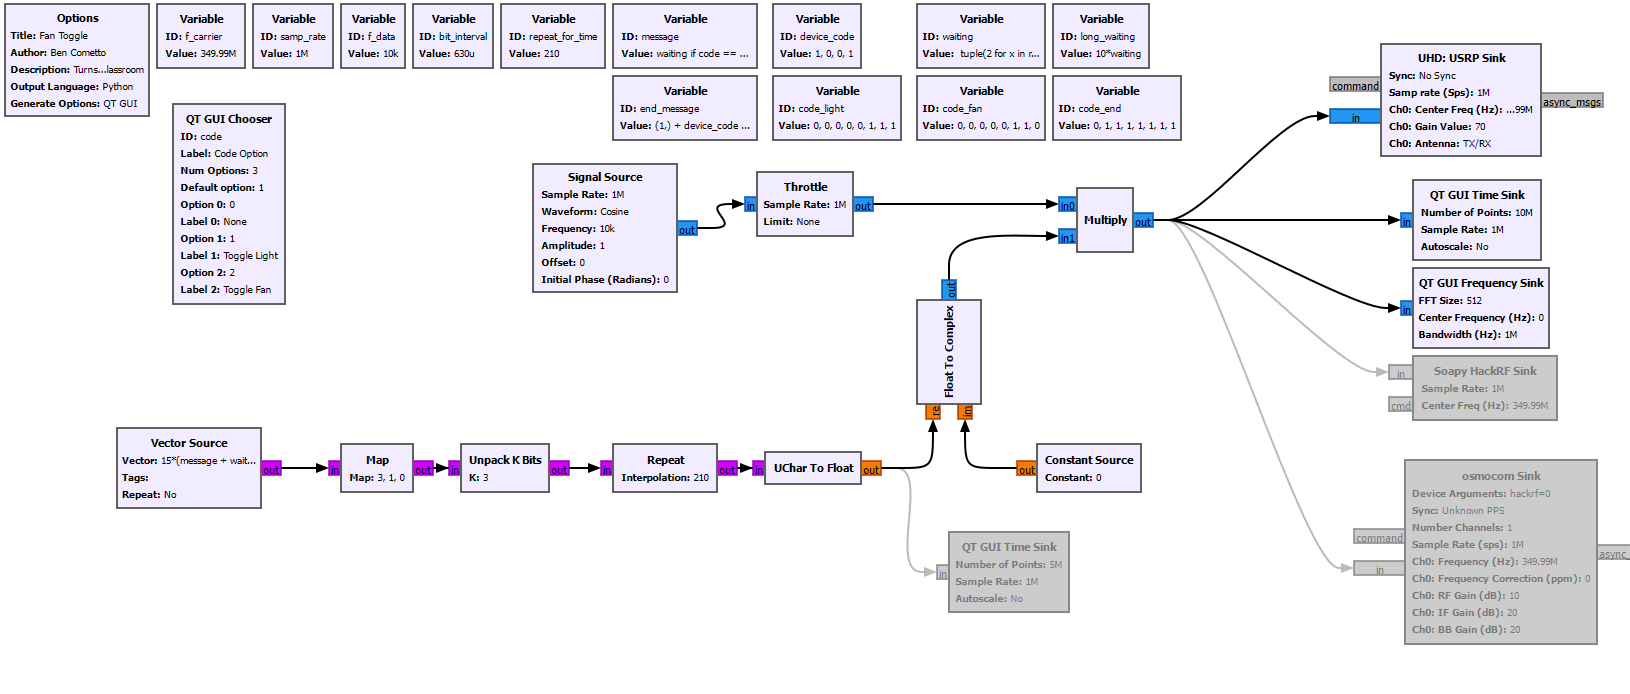 Options
Title: Fan Toggle
Author: Ben Cometto
Description: Turns...lassroom
Output Language: Python
Generate Options: QT GUI
Variable
ID: f_carrier
Value: 349.99M
Variable
ID: samp_rate
Value: 1M
Variable
ID: f_data
Value: 10k
Variable
ID: bit_interval
Value: 630u
Variable
ID: repeat_for_time
Value: 210
Variable
ID: message
Value: waiting if code == ...
Variable
ID: device_code
Value: 1, 0, 0, 1
Variable
ID: waiting
Value: tuple(2 for x in r...
Variable
ID: long_waiting
Value: 10*waiting
Variable
ID: end_message
Value: (1,) + device_code ...
Variable
ID: code_light
Value: 0, 0, 0, 0, 0, 1, 1, 1
Variable
ID: code_fan
Value: 0, 0, 0, 0, 0, 1, 1, 0
Variable
ID: code_end
Value: 0, 1, 1, 1, 1, 1, 1, 1
QT GUI Chooser
ID: code
Label: Code Option
Num Options: 3
Default option: 1
Option 0: 0
Label 0: None
Option 1: 1
Label 1: Toggle Light
Option 2: 2
Label 2: Toggle Fan
Signal Source
Sample Rate: 1M
Waveform: Cosine
Frequency: 10k
Amplitude: 1
Offset: 0
Initial Phase (Radians): 0
out
in
Throttle
Sample Rate: 1M
Limit: None
out
in0
in1
Multiply
out
command
in
UHD: USRP Sink
Sync: No Sync
Samp rate (Sps): 1M
Ch0: Center Freq (Hz): ...99M
Ch0: Gain Value: 70
Ch0: Antenna: TX/RX
async_msgs
in
QT GUI Time Sink
Number of Points: 10M
Sample Rate: 1M
Autoscale: No
in
QT GUI Frequency Sink
FFT Size: 512
Center Frequency (Hz): 0
Bandwidth (Hz): 1M
in
cmd
Soapy HackRF Sink
Sample Rate: 1M
Center Freq (Hz): 349.99M
out
Float To Complex
re
im
Vector Source
Vector: 15*(message + wait...
Tags:
Repeat: No
out
in
Map
Map: 3, 1, 0
out
in
Unpack K Bits
K: 3
out
in
Repeat
Interpolation: 210
out
in
UChar To Float
out
out
Constant Source
Constant: 0
in
QT GUI Time Sink
Number of Points: 5M
Sample Rate: 1M
Autoscale: No
command
in
osmocom Sink
Device Arguments: hackrf=0
Sync: Unknown PPS
Number Channels: 1
Sample Rate (sps): 1M
Ch0: Frequency (Hz): 349.99M
Ch0: Frequency Correction (ppm): 0
Ch0: RF Gain (dB): 10
Ch0: IF Gain (dB): 20
Ch0: BB Gain (dB): 20
async_